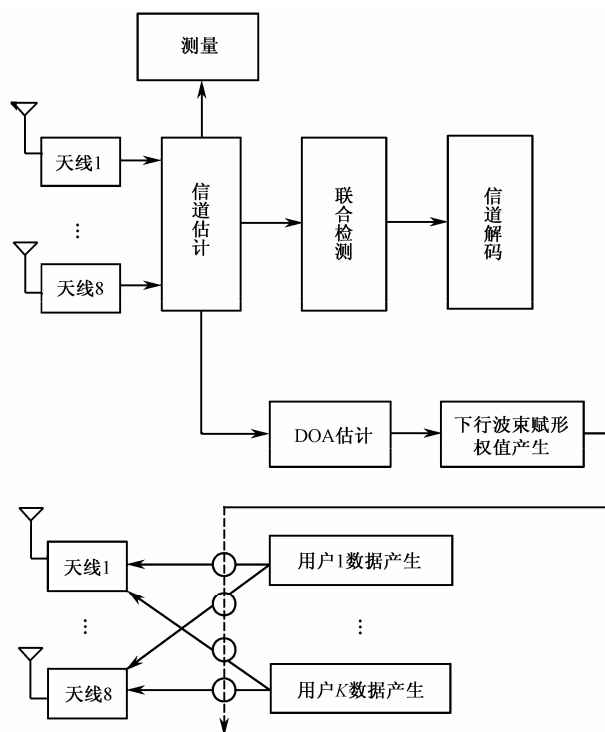 测量
天线1
⋮
天线8
信道估计
联合检测
信道解码
DOA估计
下行波束赋形
权值产生
天线1
⋮
天线8
用户1数据产生
⋮
用户K数据产生